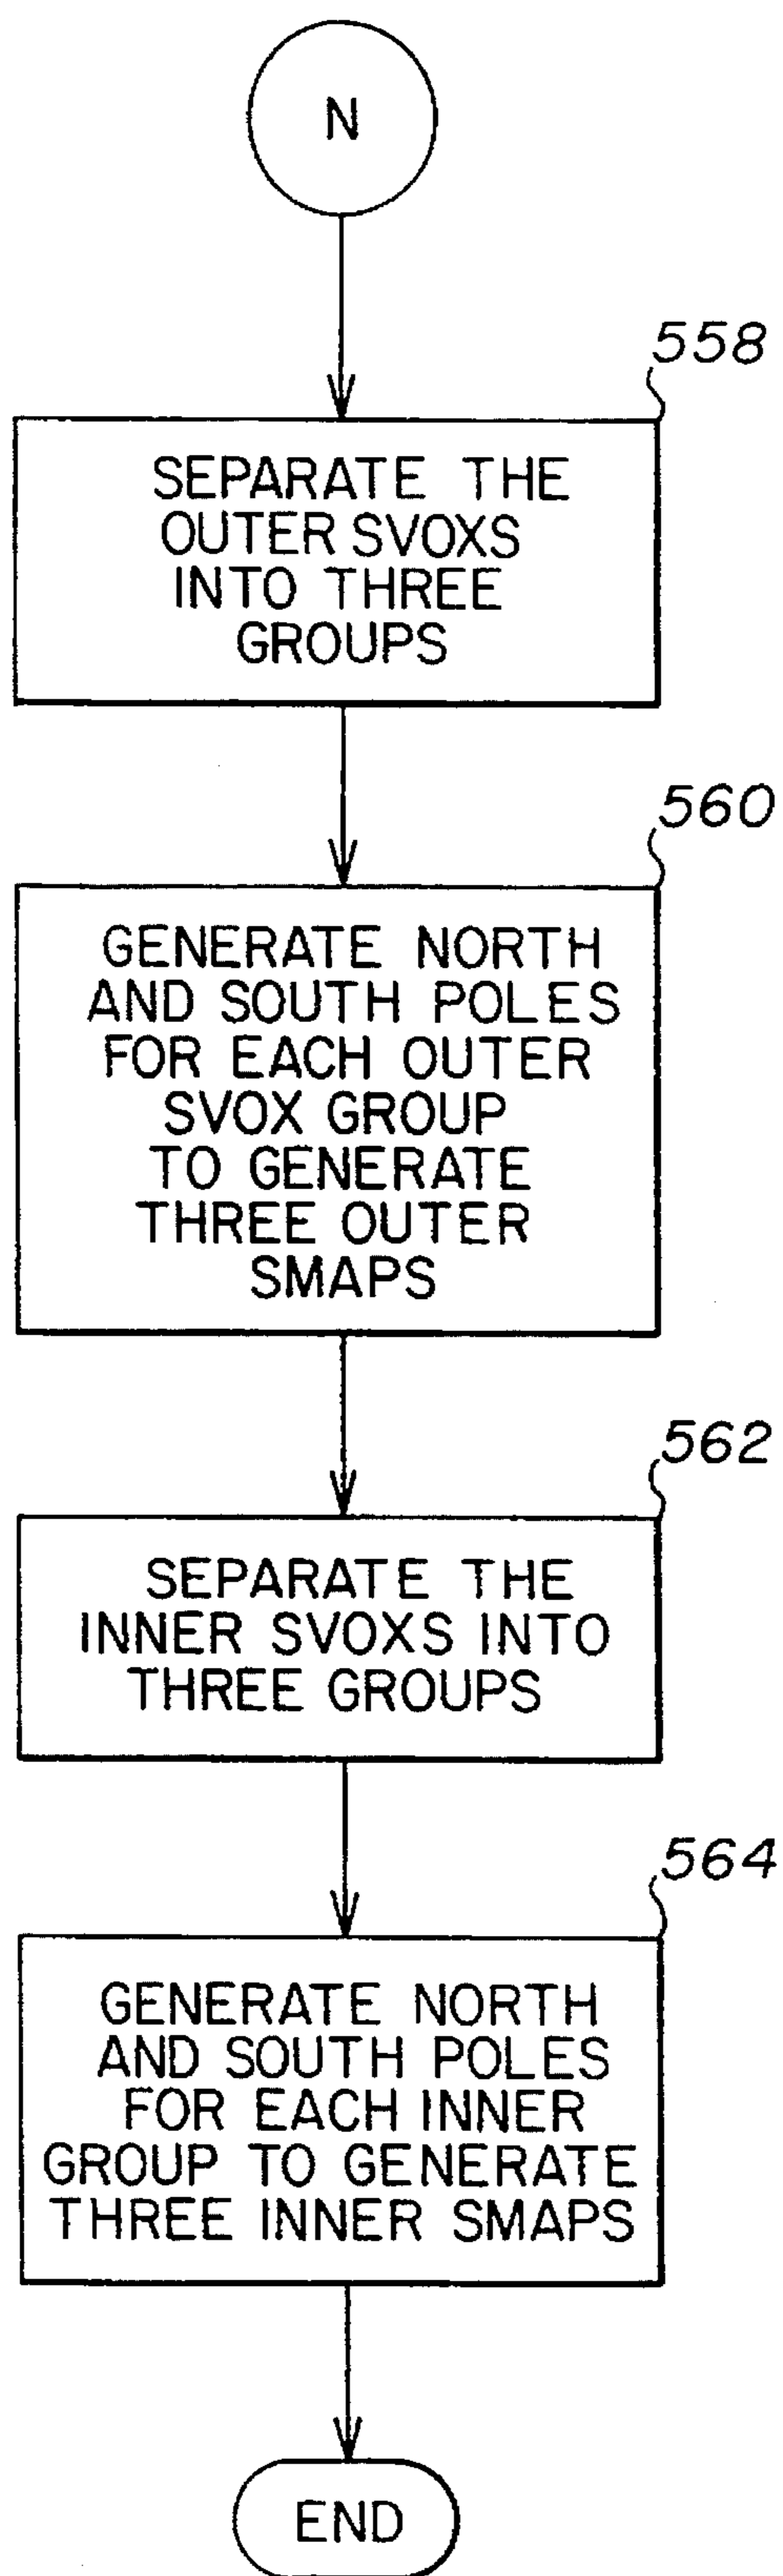 N
558
SEPARATE THE
OUTER SVOXS
INTO THREE
GROUPS
560
GENERATE NORTH
AND SOUTH POLES
FOR EACH OUTER
SVOX GROUP
TO GENERATE
THREE OUTER
SMAPS
562
SEPARATE THE
INNER SVOXS INTO
THREE GROUPS
564
GENERATE NORTH
AND SOUTH POLES
FOR EACH INNER
GROUP TO GENERATE
THREE INNER SMAPS
END